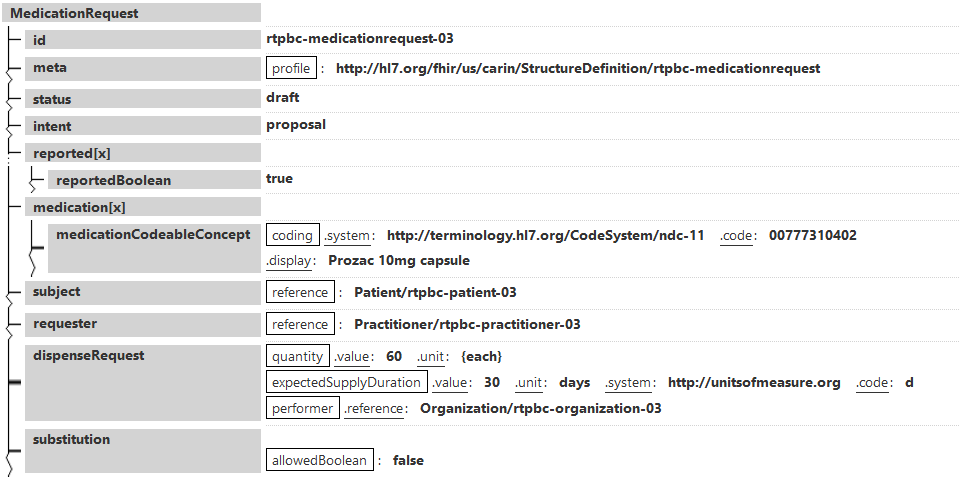 MedicationRequest
id rtpbc-medicationrequest-03
meta profile : http://hl7.org/fhir/us/carin/StructureDefinition/rtpbc-medicationrequest
status draft
intent proposal
reported[x]
reportedBoolean true
medication[x]
medicationCodeableConcept coding .system: http://terminology.hl7.org/CodeSystem/ndc-11 .code: 00777310402
.display: Prozac 10mg capsule
subject reference : Patient/rtpbc-patient-03
requester reference : Practitioner/rtpbc-practitioner-03
dispenseRequest quantity .value: 60 .unit: {each}
expectedSupplyDuration .value: 30 .unit: days .system: http://unitsofmeasure.org .code: d
performer .reference: Organization/rtpbc-organization-03
substitution
allowedBoolean : false